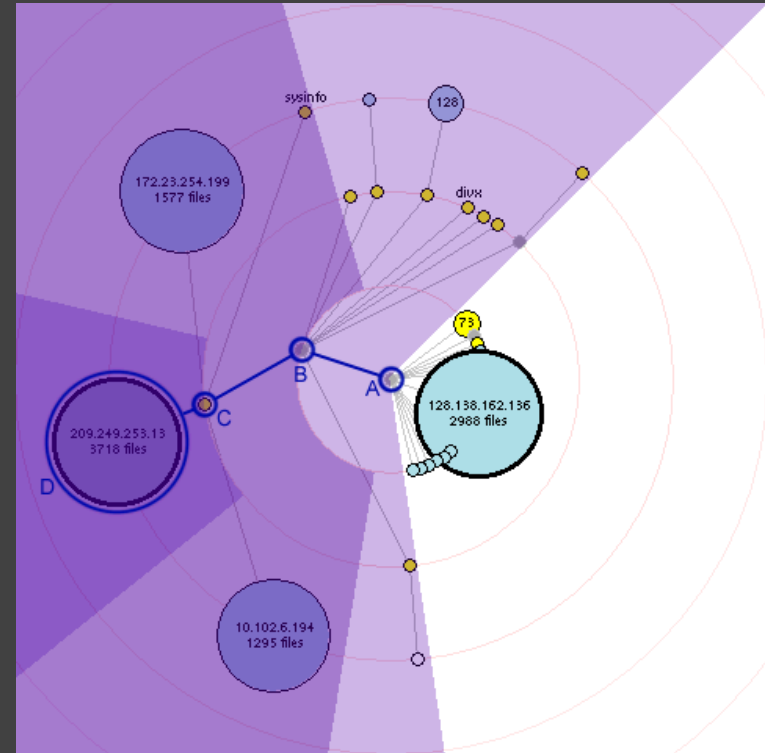 sysinfo
128
172.23.254.199
1577 files
divx
73
B
A
128.138.162.136
2988 files
C
209.249.253.13
3718 files
D
10.102.6.194
1295 files